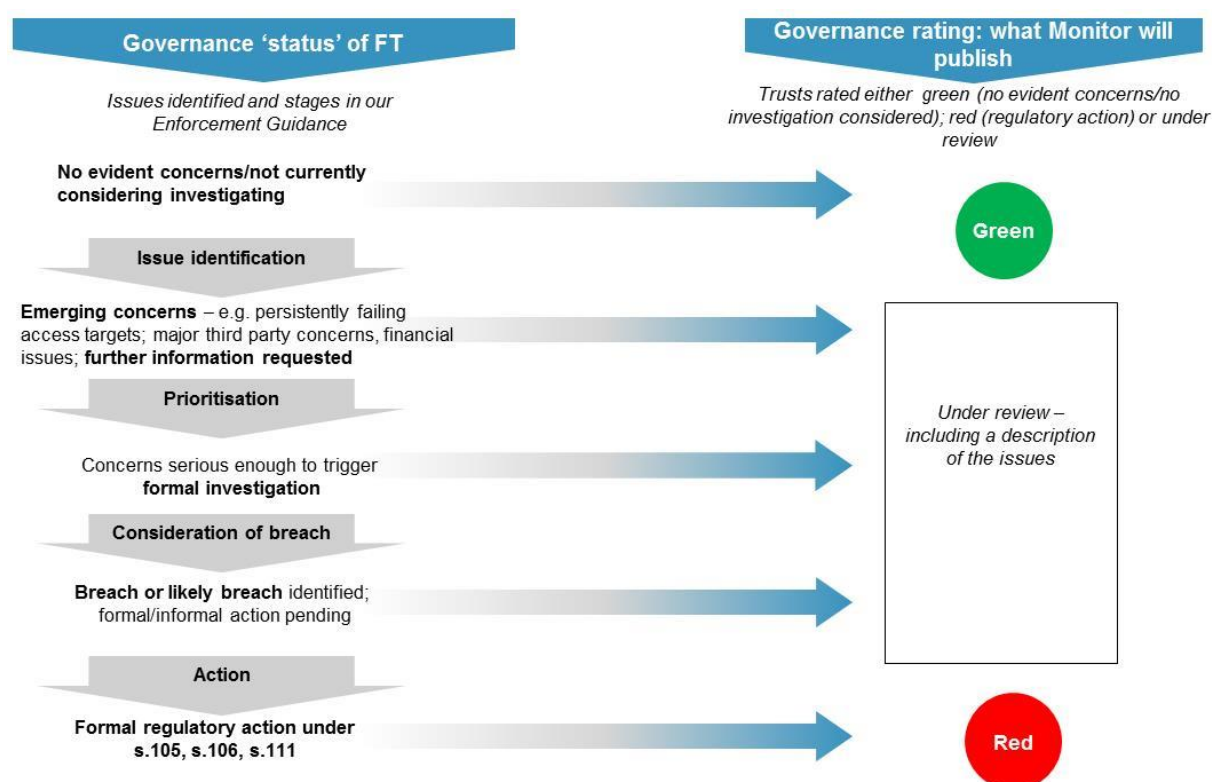 Governance ‘status’ of FT
Governance rating: what Monitor will
publish
Issues identified and stages in our
Enforcement Guidance
Trusts rated either green (no evident concerns/no
investigation considered); red (regulatory action) or under
review
No evident concerns/not currently
considering investigating
Green
Issue identification
Emerging concerns – e.g. persistently failing
access targets; major third party concerns, financial
issues; further information requested
Prioritisation
Under review –
including a description
of the issues
Concerns serious enough to trigger
formal investigation
Consideration of breach
Breach or likely breach identified;
formal/informal action pending
Action
Formal regulatory action under
s.105, s.106, s.111
Red